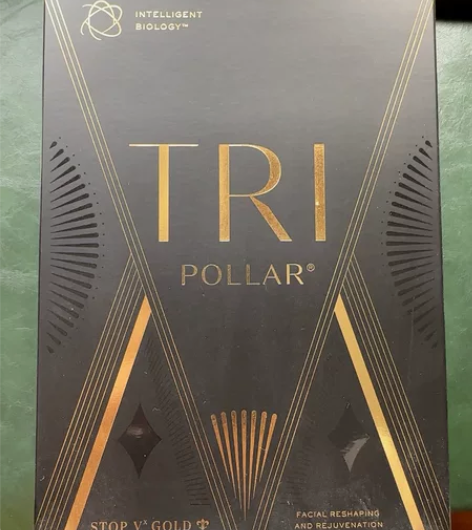 INTELLIGENT
BIOLOGY™
TRI
POLLAR®
STOP Vˣ GOLD
FACIAL RESHAPING
AND REJUVENATION